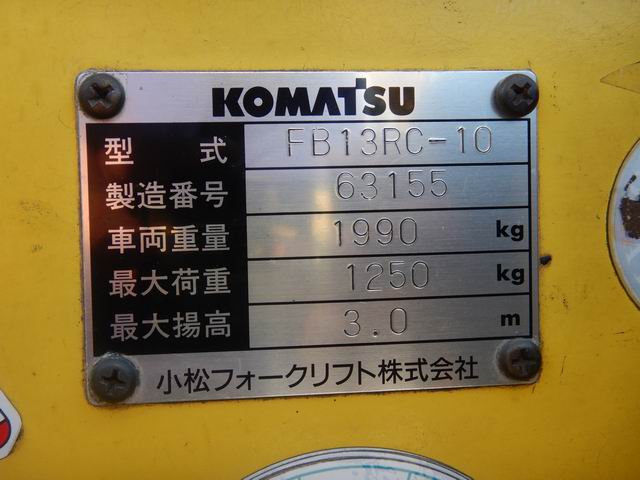 KOMATSU
型式 FB13RC-10
製造番号 63155
車両重量 1990 kg
最大荷重 1250 kg
最大揚高 3.0 m
小松フォークリフト株式会社